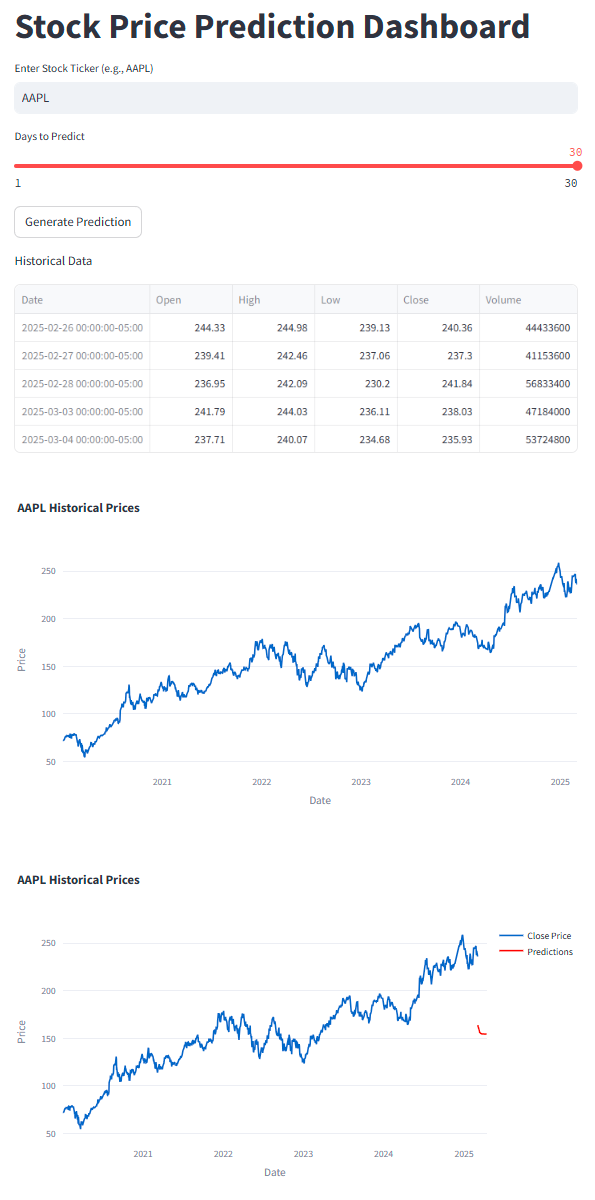 Stock Price Prediction Dashboard
Enter Stock Ticker (e.g., AAPL)
AAPL
Days to Predict
30
1 30
Generate Prediction
Historical Data
Date Open High Low Close Volume
2025-02-26 00:00:00-05:00 244.33 244.98 239.13 240.36 44433600
2025-02-27 00:00:00-05:00 239.41 242.46 237.06 237.3 41153600
2025-02-28 00:00:00-05:00 236.95 242.09 230.2 241.84 56833400
2025-03-03 00:00:00-05:00 241.79 244.03 236.11 238.03 47184000
2025-03-04 00:00:00-05:00 237.71 240.07 234.68 235.93 53724800
AAPL Historical Prices
250
200
150
100
50
Price
2021 2022 2023 2024 2025
Date
AAPL Historical Prices
Close Price
Predictions
250
200
150
100
50
Price
2021 2022 2023 2024 2025
Date